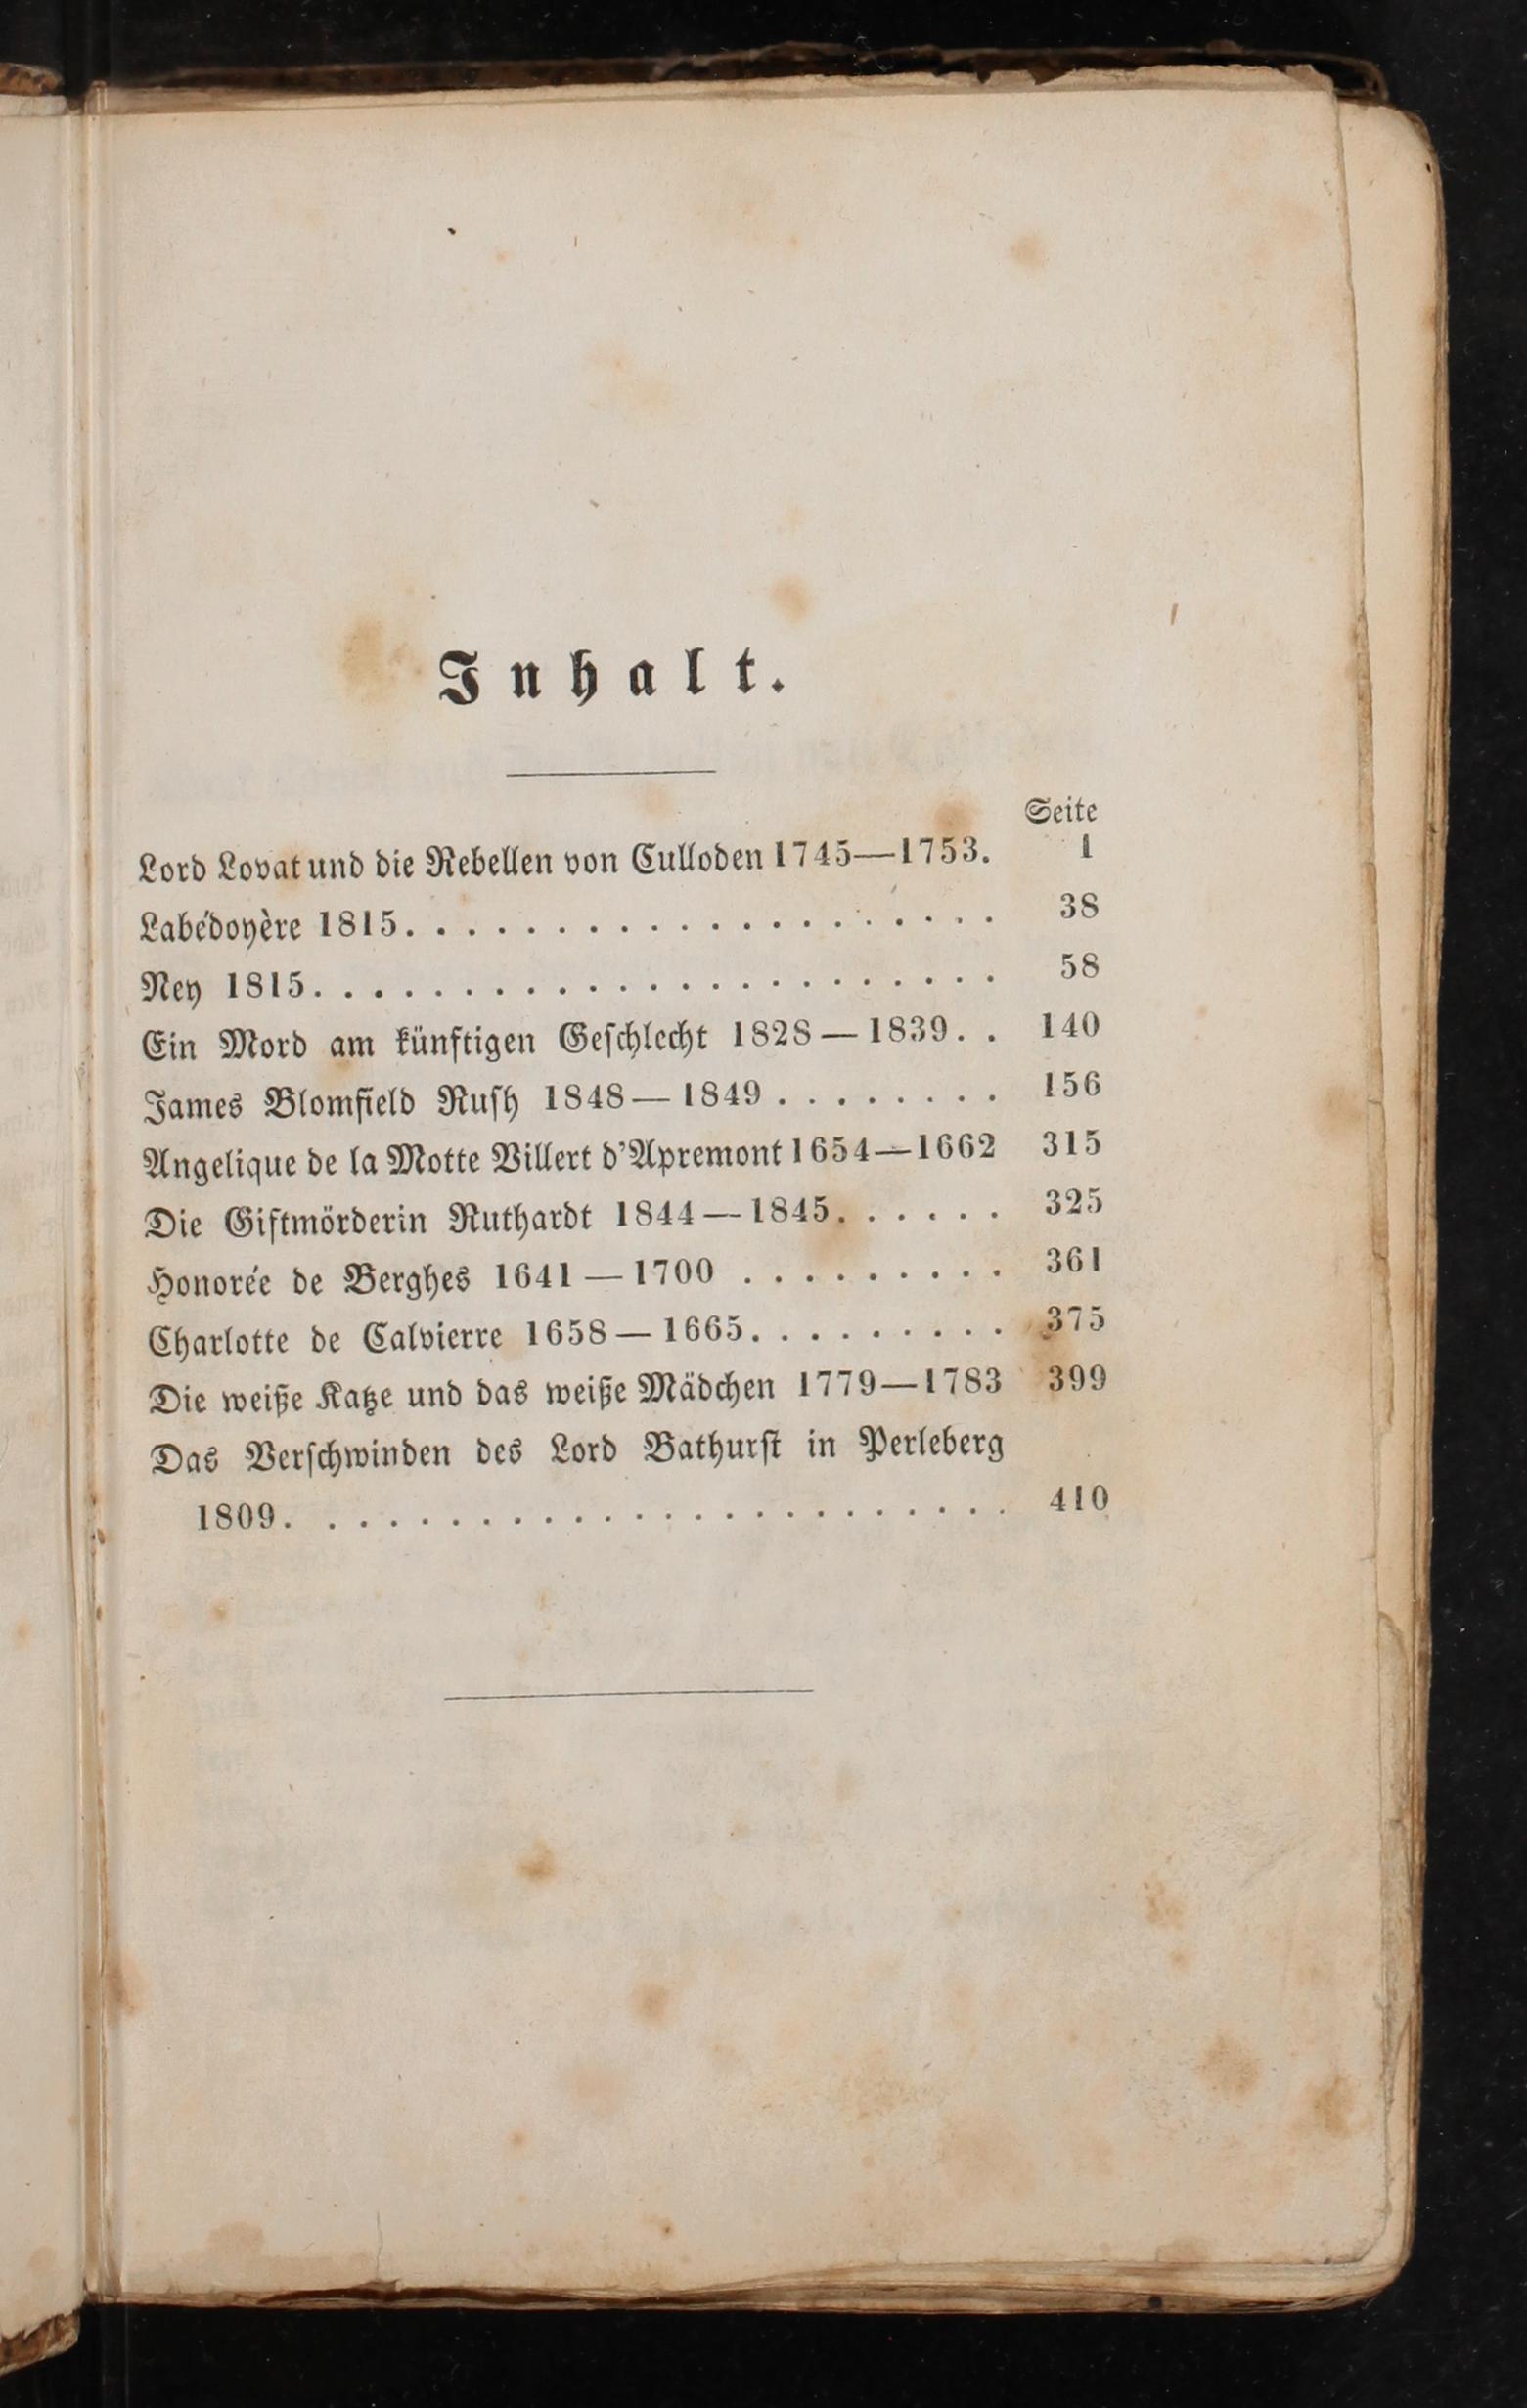 Inhalt.
Seite
Lord Lovat und die Rebellen von Culloden 1745—1753. 1
Labédoyère 1815. . . . . . . . . . . . . . . . . . . . 38
Ney 1815. . . . . . . . . . . . . . . . . . . . . . . 58
Ein Mord am künftigen Geschlecht 1828—1839. . 140
James Blomfield Rush 1848—1849 . . . . . . . . 156
Angelique de la Motte Villert d'Apremont 1654—1662 315
Die Giftmörderin Ruthardt 1844—1845. . . . . . 325
Honorée de Berghes 1641—1700 . . . . . . . . . 361
Charlotte de Calvierre 1658—1665. . . . . . . . . 375
Die weiße Katze und das weiße Mädchen 1779—1783 399
Das Verschwinden des Lord Bathurst in Perleberg
1809. . . . . . . . . . . . . . . . . . . . . . . . 410